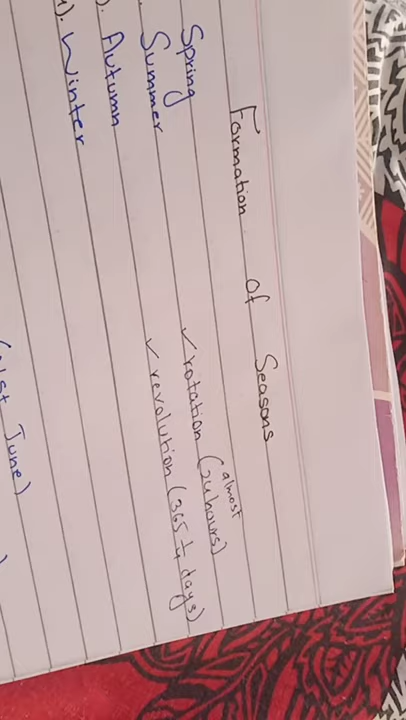 Formation of Seasons
Spring
Summer
). Autumn
). Winter
✓ rotation (24 hours)
almost
✓ revolution (365 1/4 days)
(21st June)